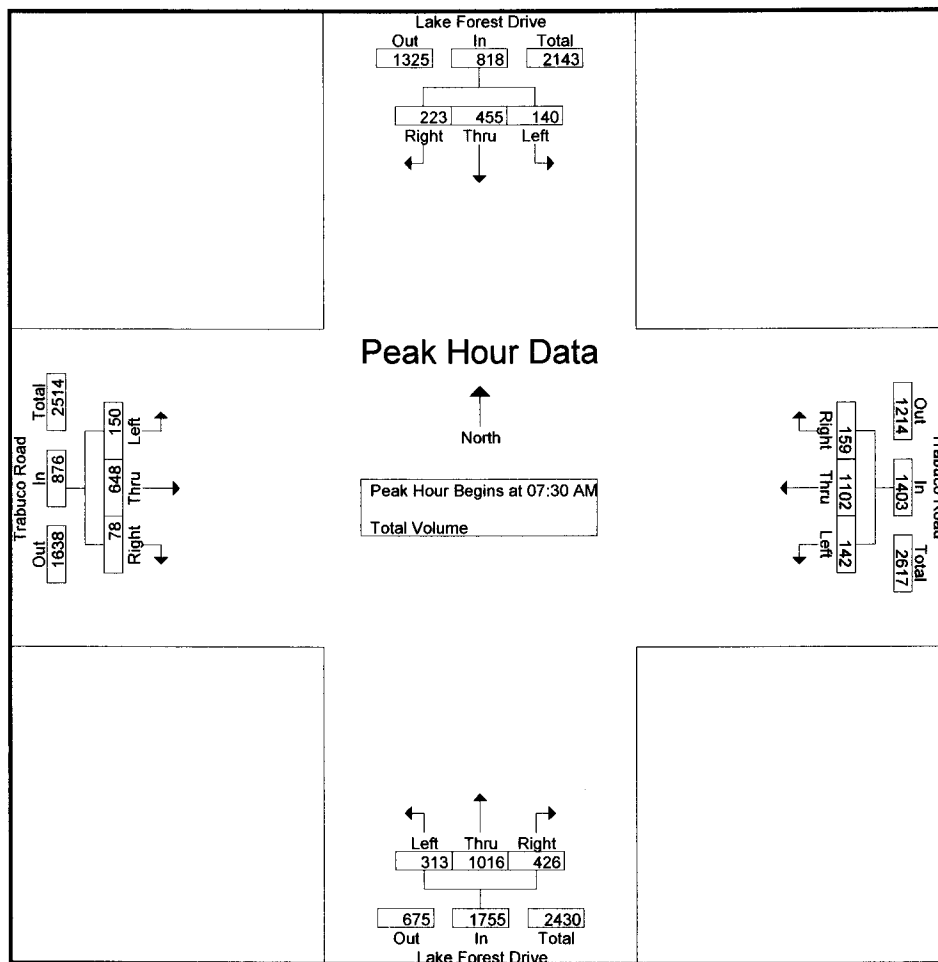 Lake Forest Drive
Out In Total
1325 818 2143
223 455 140
Right Thru Left
Peak Hour Data
North
Peak Hour Begins at 07:30 AM
Total Volume
Trabuco Road
Total In Out
2514 876 1638
150 648 78
Left Thru Right
Right Thru Left
159 1102 142
Out In Total
1214 1403 2617
Trabuco Road
Left Thru Right
313 1016 426
675 1755 2430
Out In Total
Lake Forest Drive